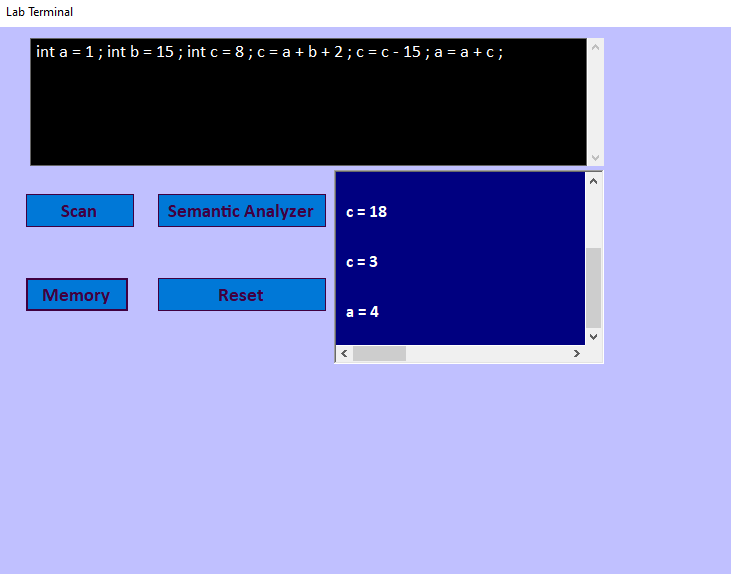 Lab Terminal
int a = 1 ; int b = 15 ; int c = 8 ; c = a + b + 2 ; c = c - 15 ; a = a + c ;
Scan
Semantic Analyzer
c = 18
c = 3
Memory
Reset
a = 4